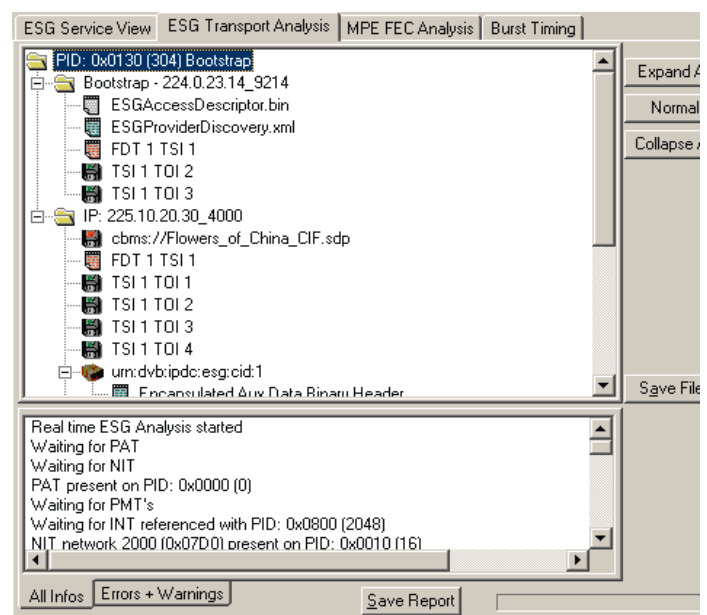 ESG Service View ESG Transport Analysis MPE FEC Analysis Burst Timing
PID: 0x0130 (304) Bootstrap
Bootstrap - 224.0.23.14_9214
ESGAccessDescriptor.bin
ESGProviderDiscovery.xml
FDT 1 TSI 1
TSI 1 TOI 2
TSI 1 TOI 3
IP: 225.10.20.30_4000
cbms://Flowers_of_China_CIF.sdp
FDT 1 TSI 1
TSI 1 TOI 1
TSI 1 TOI 2
TSI 1 TOI 3
TSI 1 TOI 4
urn:dvb:ipdc:esg:cid:1
Encapsulated Aux Data Binary Header
Expand A
Normal
Collapse A
Save File
Real time ESG Analysis started
Waiting for PAT
Waiting for NIT
PAT present on PID: 0x0000 (0)
Waiting for PMT's
Waiting for INT referenced with PID: 0x0800 (2048)
NIT network 2000 (0x07D0) present on PID: 0x0010 (16)
All Infos Errors + Warnings Save Report